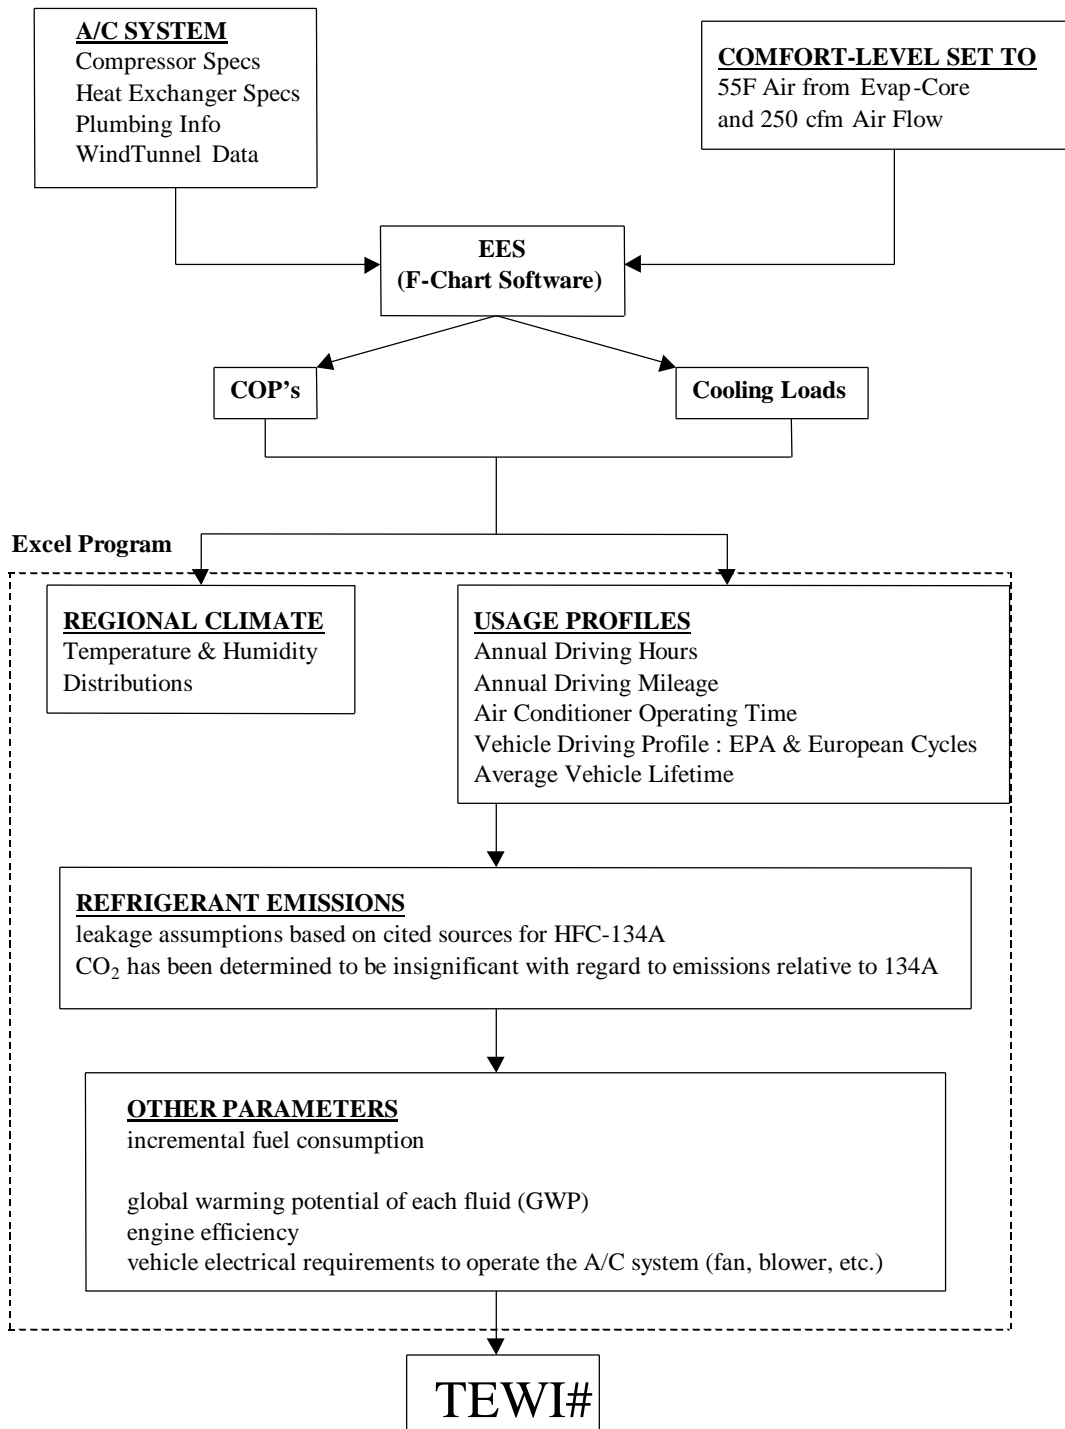 A/C SYSTEM
Compressor Specs
Heat Exchanger Specs
Plumbing Info
WindTunnel Data
COMFORT-LEVEL SET TO
55F Air from Evap-Core
and 250 cfm Air Flow
EES
(F-Chart Software)
COP's
Cooling Loads
Excel Program
REGIONAL CLIMATE
Temperature & Humidity
Distributions
USAGE PROFILES
Annual Driving Hours
Annual Driving Mileage
Air Conditioner Operating Time
Vehicle Driving Profile : EPA & European Cycles
Average Vehicle Lifetime
REFRIGERANT EMISSIONS
leakage assumptions based on cited sources for HFC-134A
CO₂ has been determined to be insignificant with regard to emissions relative to 134A
OTHER PARAMETERS
incremental fuel consumption
global warming potential of each fluid (GWP)
engine efficiency
vehicle electrical requirements to operate the A/C system (fan, blower, etc.)
TEWI#